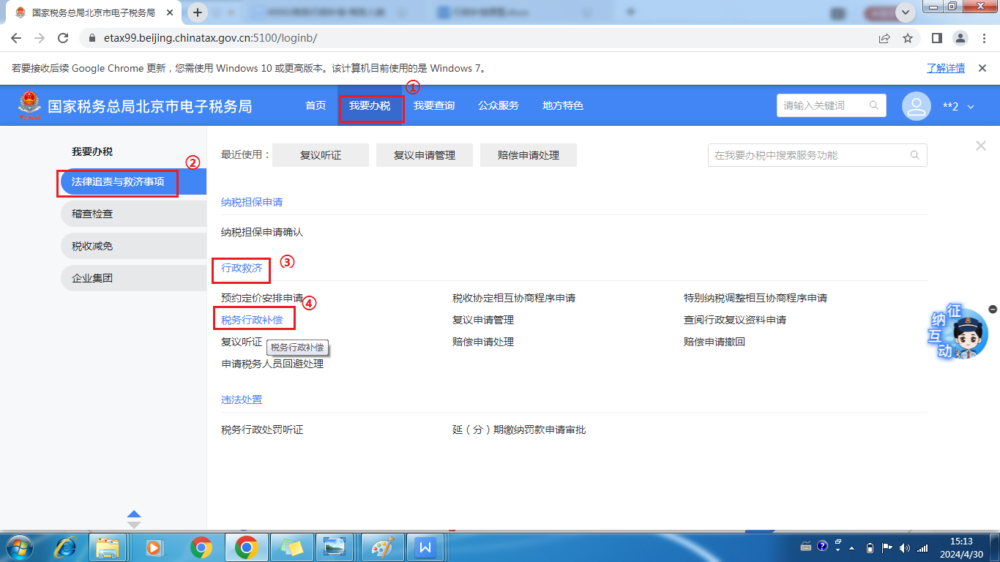 国家税务总局北京市电子税务局
etax99.beijing.chinatax.gov.cn:5100/loginb/
若要接收后续 Google Chrome 更新，您需使用 Windows 10 或更高版本。该计算机目前使用的是 Windows 7。 了解详情
①
国家税务总局北京市电子税务局 首页 我要办税 我要查询 公众服务 地方特色 请输入关键词 **2
我要办税
②
法律追责与救济事项
稽查检查
税收减免
企业集团
最近使用： 复议听证 复议申请管理 赔偿申请处理 在我要办税中搜索服务功能
纳税担保申请
纳税担保申请确认
行政救济 ③
预约定价安排申请 税收协定相互协商程序申请 特别纳税调整相互协商程序申请
④
税务行政补偿 复议申请管理 查阅行政复议资料申请
复议听证 赔偿申请处理 赔偿申请撤回
税务行政补偿
申请税务人员回避处理
违法处置
税务行政处罚听证 延（分）期缴纳罚款申请审批
征纳互动
15:13
2024/4/30